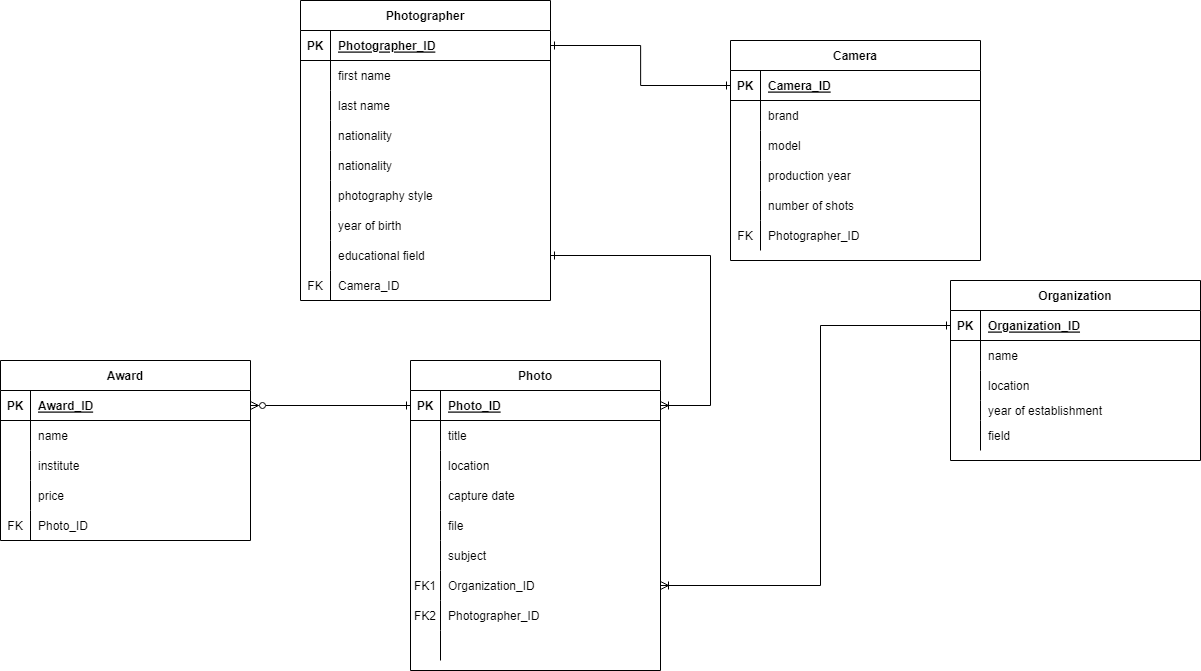 Photographer
PK Photographer_ID
first name
last name
nationality
nationality
photography style
year of birth
educational field
FK Camera_ID
Camera
PK Camera_ID
brand
model
production year
number of shots
FK Photographer_ID
Organization
PK Organization_ID
name
location
year of establishment
field
Award
PK Award_ID
name
institute
price
FK Photo_ID
Photo
PK Photo_ID
title
location
capture date
file
subject
FK1 Organization_ID
FK2 Photographer_ID